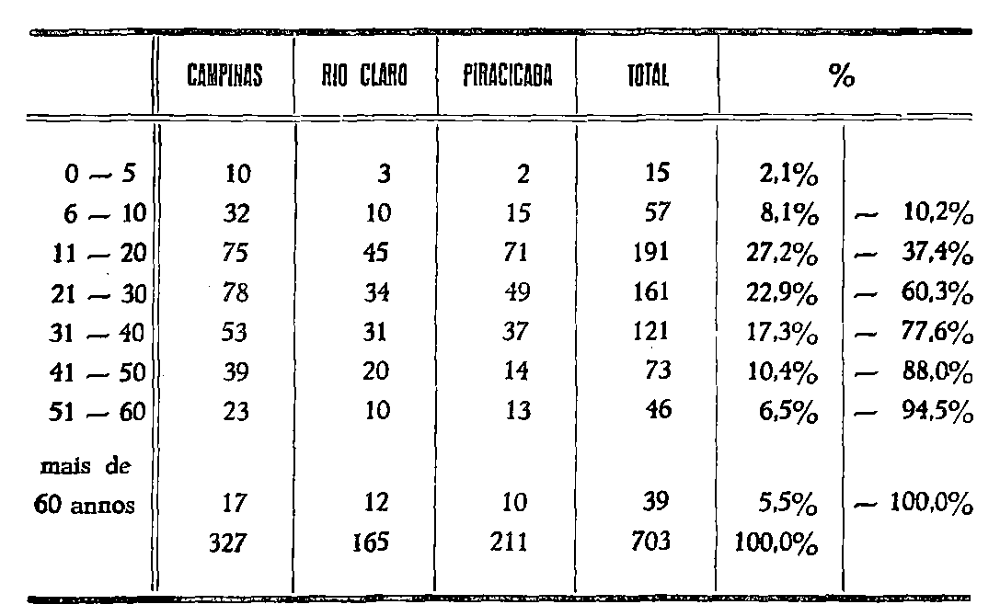 CAMPINAS RIO CLARO PIRACICABA TOTAL %
0 — 5 10 3 2 15 2,1%
6 — 10 32 10 15 57 8,1% — 10,2%
11 — 20 75 45 71 191 27,2% — 37,4%
21 — 30 78 34 49 161 22,9% — 60,3%
31 — 40 53 31 37 121 17,3% — 77,6%
41 — 50 39 20 14 73 10,4% — 88,0%
51 — 60 23 10 13 46 6,5% — 94,5%
mais de
60 annos 17 12 10 39 5,5% — 100,0%
327 165 211 703 100,0%